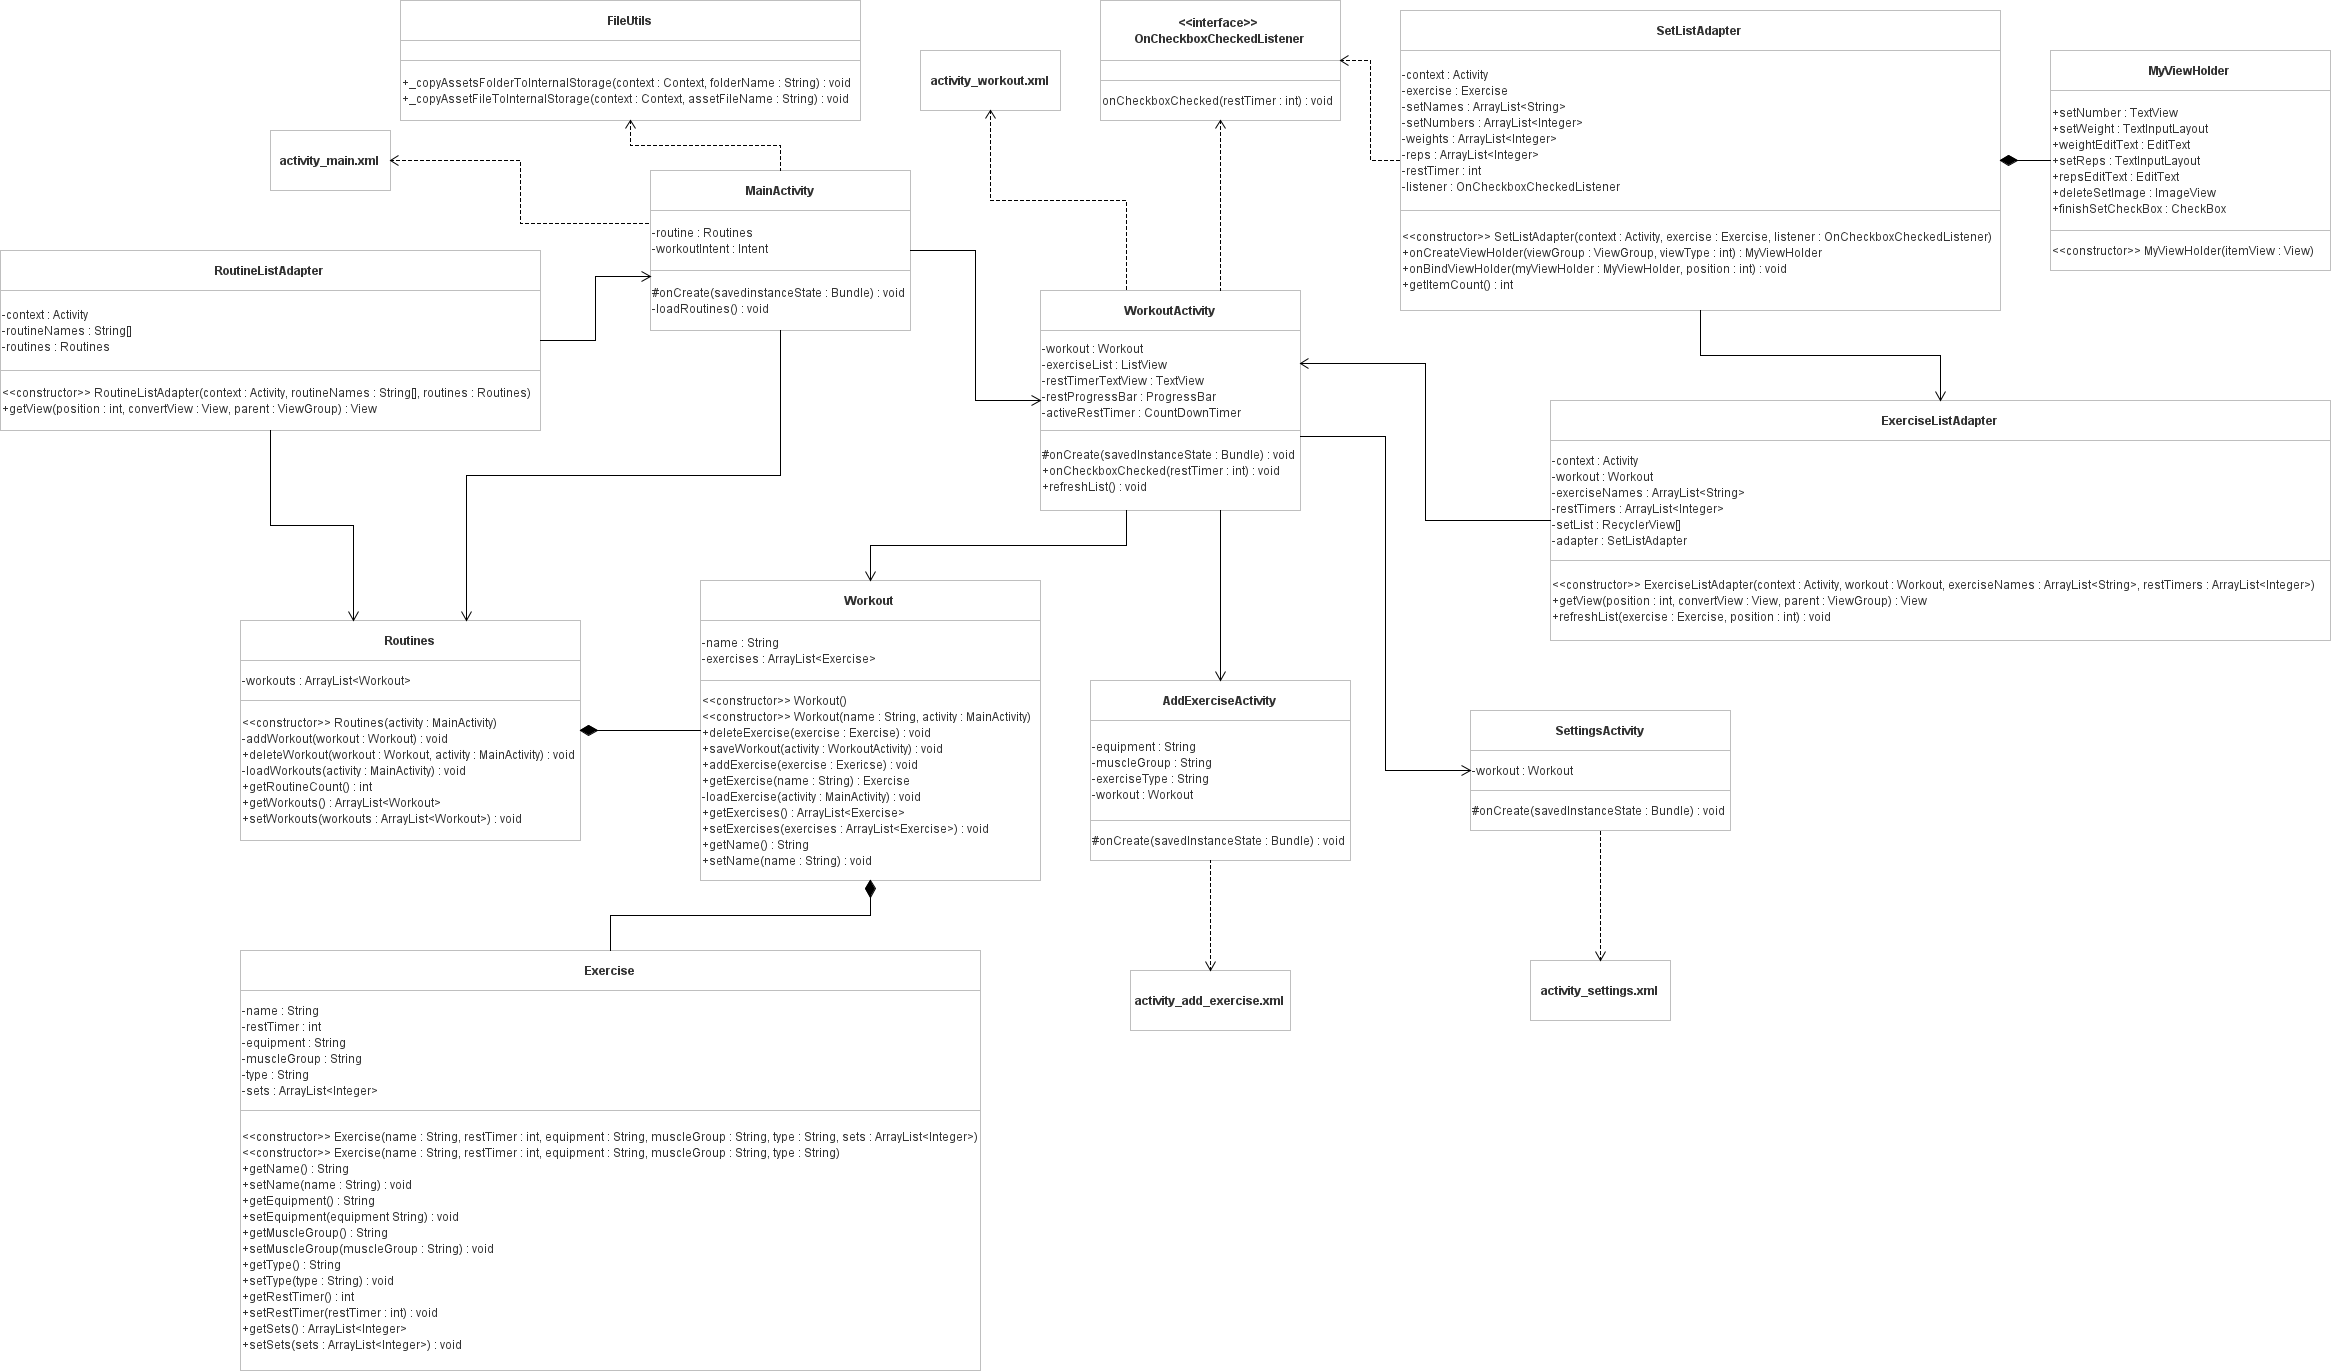 FileUtils
+_copyAssetsFolderToInternalStorage(context : Context, folderName : String) : void
+_copyAssetFileToInternalStorage(context : Context, assetFileName : String) : void
activity_main.xml
activity_workout.xml
<<interface>>
OnCheckboxCheckedListener
onCheckboxChecked(restTimer : int) : void
SetListAdapter
-context : Activity
-exercise : Exercise
-setNames : ArrayList<String>
-setNumbers : ArrayList<Integer>
-weights : ArrayList<Integer>
-reps : ArrayList<Integer>
-restTimer : int
-listener : OnCheckboxCheckedListener
<<constructor>> SetListAdapter(context : Activity, exercise : Exercise, listener : OnCheckboxCheckedListener)
+onCreateViewHolder(viewGroup : ViewGroup, viewType : int) : MyViewHolder
+onBindViewHolder(myViewHolder : MyViewHolder, position : int) : void
+getItemCount() : int
MyViewHolder
+setNumber : TextView
+setWeight : TextInputLayout
+weightEditText : EditText
+setReps : TextInputLayout
+repsEditText : EditText
+deleteSetImage : ImageView
+finishSetCheckBox : CheckBox
<<constructor>> MyViewHolder(itemView : View)
MainActivity
-routine : Routines
-workoutIntent : Intent
#onCreate(savedinstanceState : Bundle) : void
-loadRoutines() : void
RoutineListAdapter
-context : Activity
-routineNames : String[]
-routines : Routines
<<constructor>> RoutineListAdapter(context : Activity, routineNames : String[], routines : Routines)
+getView(position : int, convertView : View, parent : ViewGroup) : View
WorkoutActivity
-workout : Workout
-exerciseList : ListView
-restTimerTextView : TextView
-restProgressBar : ProgressBar
-activeRestTimer : CountDownTimer
#onCreate(savedInstanceState : Bundle) : void
+onCheckboxChecked(restTimer : int) : void
+refreshList() : void
ExerciseListAdapter
-context : Activity
-workout : Workout
-exerciseNames : ArrayList<String>
-restTimers : ArrayList<Integer>
-setList : RecyclerView[]
-adapter : SetListAdapter
<<constructor>> ExerciseListAdapter(context : Activity, workout : Workout, exerciseNames : ArrayList<String>, restTimers : ArrayList<Integer>)
+getView(position : int, convertView : View, parent : ViewGroup) : View
+refreshList(exercise : Exercise, position : int) : void
Routines
-workouts : ArrayList<Workout>
<<constructor>> Routines(activity : MainActivity)
-addWorkout(workout : Workout) : void
+deleteWorkout(workout : Workout, activity : MainActivity) : void
-loadWorkouts(activity : MainActivity) : void
+getRoutineCount() : int
+getWorkouts() : ArrayList<Workout>
+setWorkouts(workouts : ArrayList<Workout>) : void
Workout
-name : String
-exercises : ArrayList<Exercise>
<<constructor>> Workout()
<<constructor>> Workout(name : String, activity : MainActivity)
+deleteExercise(exercise : Exercise) : void
+saveWorkout(activity : WorkoutActivity) : void
+addExercise(exercise : Exericse) : void
+getExercise(name : String) : Exercise
-loadExercise(activity : MainActivity) : void
+getExercises() : ArrayList<Exercise>
+setExercises(exercises : ArrayList<Exercise>) : void
+getName() : String
+setName(name : String) : void
AddExerciseActivity
-equipment : String
-muscleGroup : String
-exerciseType : String
-workout : Workout
#onCreate(savedInstanceState : Bundle) : void
SettingsActivity
-workout : Workout
#onCreate(savedInstanceState : Bundle) : void
activity_add_exercise.xml
activity_settings.xml
Exercise
-name : String
-restTimer : int
-equipment : String
-muscleGroup : String
-type : String
-sets : ArrayList<Integer>
<<constructor>> Exercise(name : String, restTimer : int, equipment : String, muscleGroup : String, type : String, sets : ArrayList<Integer>)
<<constructor>> Exercise(name : String, restTimer : int, equipment : String, muscleGroup : String, type : String)
+getName() : String
+setName(name : String) : void
+getEquipment() : String
+setEquipment(equipment String) : void
+getMuscleGroup() : String
+setMuscleGroup(muscleGroup : String) : void
+getType() : String
+setType(type : String) : void
+getRestTimer() : int
+setRestTimer(restTimer : int) : void
+getSets() : ArrayList<Integer>
+setSets(sets : ArrayList<Integer>) : void